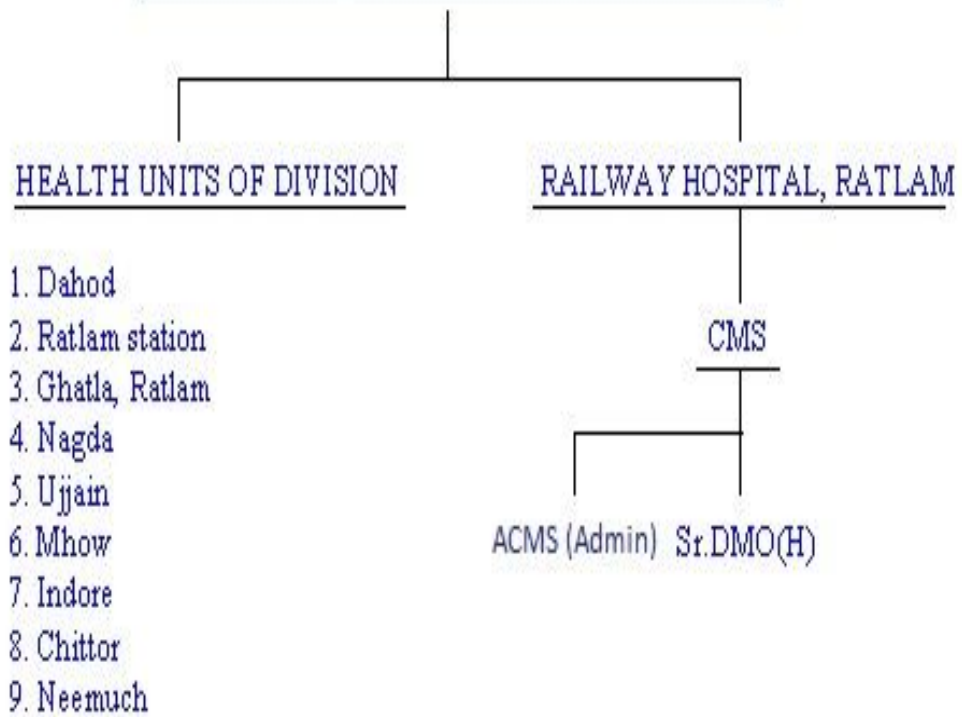 HEALTH UNITS OF DIVISION
1. Dahod
2. Ratlam station
3. Ghatla, Ratlam
4. Nagda
5. Ujjain
6. Mhow
7. Indore
8. Chittor
9. Neemuch
RAILWAY HOSPITAL, RATLAM
CMS
ACMS (Admin) Sr.DMO(H)